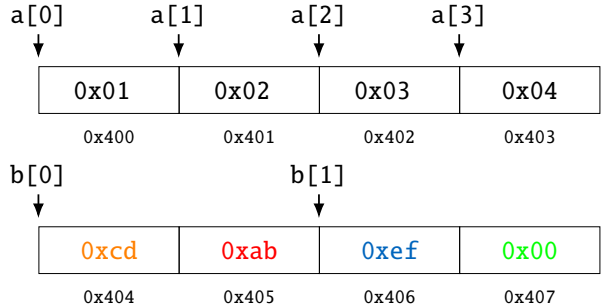 a[0] a[1] a[2] a[3]
0x01 0x02 0x03 0x04
0x400 0x401 0x402 0x403
b[0] b[1]
0xcd 0xab 0xef 0x00
0x404 0x405 0x406 0x407